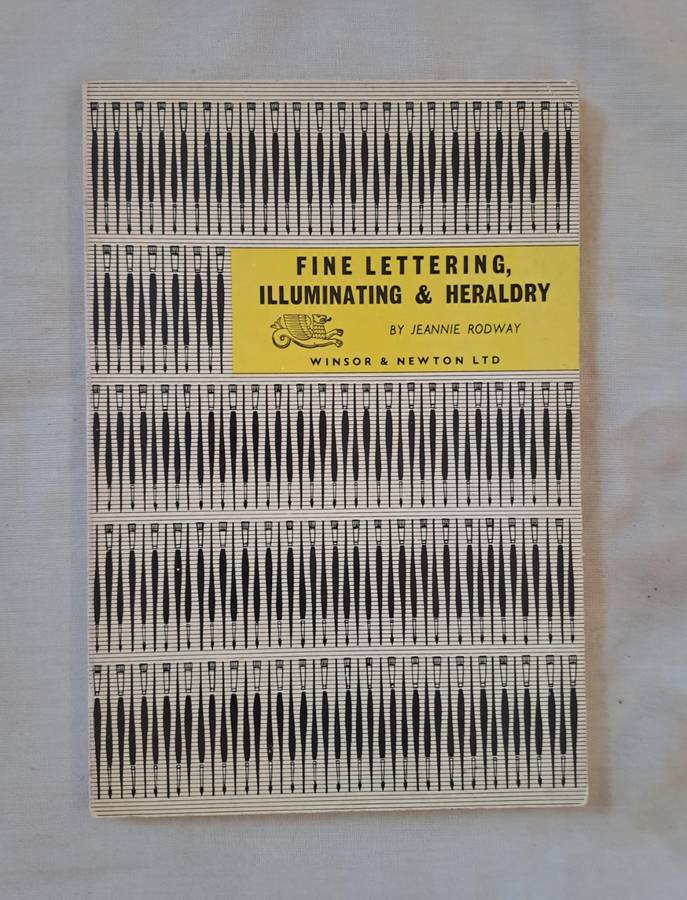 FINE LETTERING,
ILLUMINATING & HERALDRY
BY JEANNIE RODWAY
WINSOR & NEWTON LTD